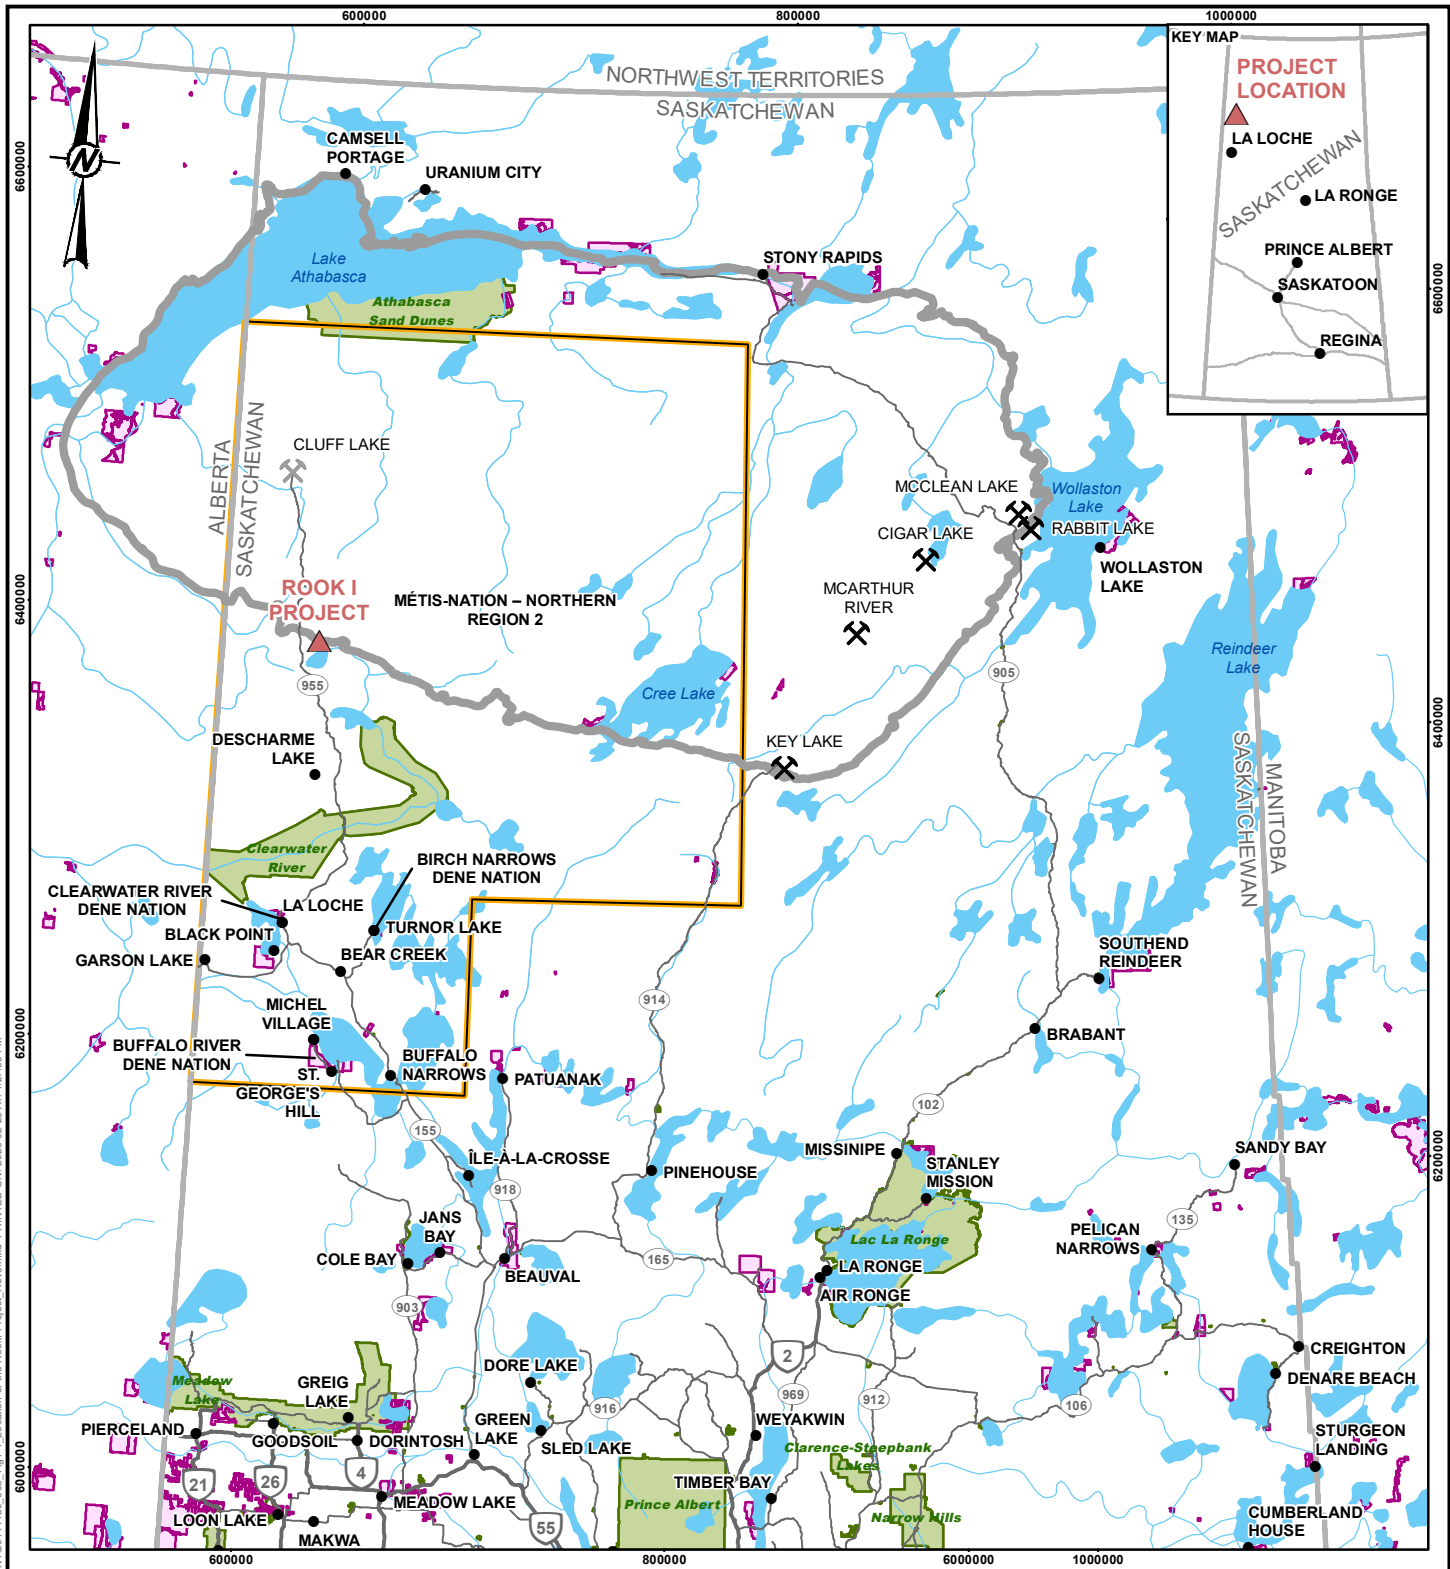 600000
800000
1000000
KEY MAP
PROJECT
LOCATION
LA LOCHE
SASKATCHEWAN
LA RONGE
PRINCE ALBERT
SASKATOON
REGINA
NORTHWEST TERRITORIES
SASKATCHEWAN
N
CAMSELL
PORTAGE
URANIUM CITY
6600000
6600000
Lake
Athabasca
STONY RAPIDS
Athabasca
Sand Dunes
ALBERTA
SASKATCHEWAN
CLUFF LAKE
MCCLEAN LAKE
Wollaston
Lake
RABBIT LAKE
CIGAR LAKE
WOLLASTON
LAKE
MCARTHUR
RIVER
ROOK I
PROJECT
MÉTIS-NATION – NORTHERN
REGION 2
6400000
6400000
Reindeer
Lake
905
955
Cree Lake
DESCHARME
LAKE
KEY LAKE
SASKATCHEWAN
MANITOBA
Clearwater
River
BIRCH NARROWS
DENE NATION
CLEARWATER RIVER
DENE NATION
LA LOCHE
TURNOR LAKE
BLACK POINT
BEAR CREEK
GARSON LAKE
SOUTHEND
REINDEER
914
MICHEL
VILLAGE
BRABANT
6200000
6200000
BUFFALO RIVER
DENE NATION
BUFFALO
NARROWS
ST.
GEORGE'S
HILL
PATUANAK
102
155
MISSINIPE
SANDY BAY
ÎLE-À-LA-CROSSE
PINEHOUSE
STANLEY
MISSION
918
JANS
BAY
135
PELICAN
NARROWS
Lac La Ronge
COLE BAY
165
LA RONGE
BEAUVAL
AIR RONGE
903
2
CREIGHTON
DORE LAKE
DENARE BEACH
Meadow
Lake
GREIG
LAKE
969
912
916
106
PIERCELAND
GREEN
LAKE
WEYAKWIN
STURGEON
LANDING
GOODSOIL
DORINTOSH
SLED LAKE
Clarence-Steepbank
Lakes
6000000
21
26
4
TIMBER BAY
MEADOW LAKE
Prince Albert
LOON LAKE
Narrow Hills
CUMBERLAND
HOUSE
MAKWA
55
600000
800000
6000000
1000000